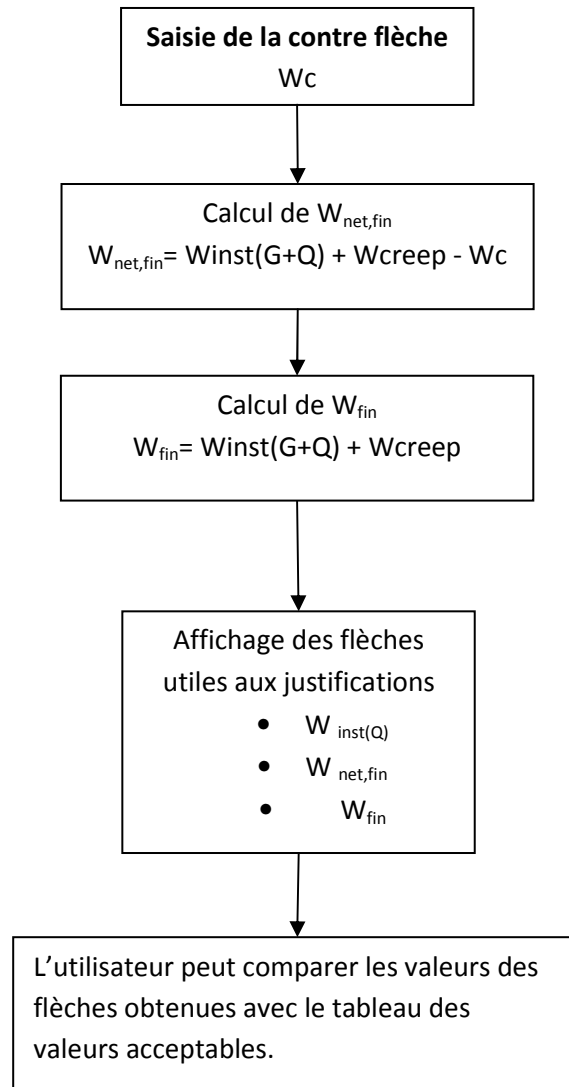 Saisie de la contre flèche
Wc
Calcul de Wnet,fin
Wnet,fin= Winst(G+Q) + Wcreep - Wc
Calcul de Wfin
Wfin= Winst(G+Q) + Wcreep
Affichage des flèches
utiles aux justifications
• W inst(Q)
• W net,fin
• Wfin
L'utilisateur peut comparer les valeurs des
flèches obtenues avec le tableau des
valeurs acceptables.